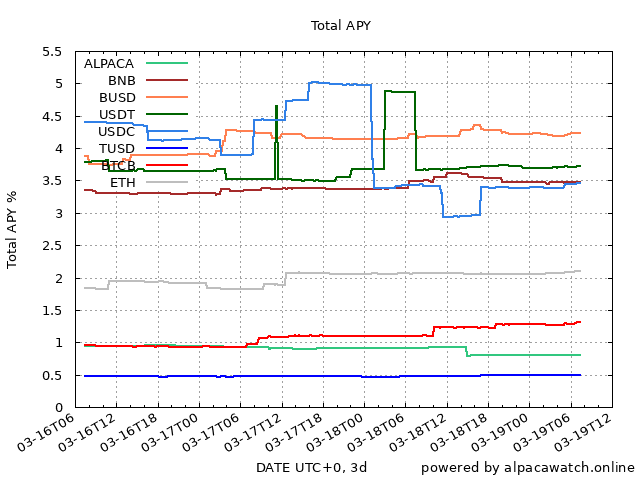 Total APY
5.5
5
4.5
4
3.5
3
2.5
2
1.5
1
0.5
0
Total APY %
ALPACA
BNB
BUSD
USDT
USDC
TUSD
BTCB
ETH
03-16T06
03-16T12
03-16T18
03-17T00
03-17T06
03-17T12
03-17T18
03-18T00
03-18T06
03-18T12
03-18T18
03-19T00
03-19T06
03-19T12
DATE UTC+0, 3d
powered by alpacawatch.online